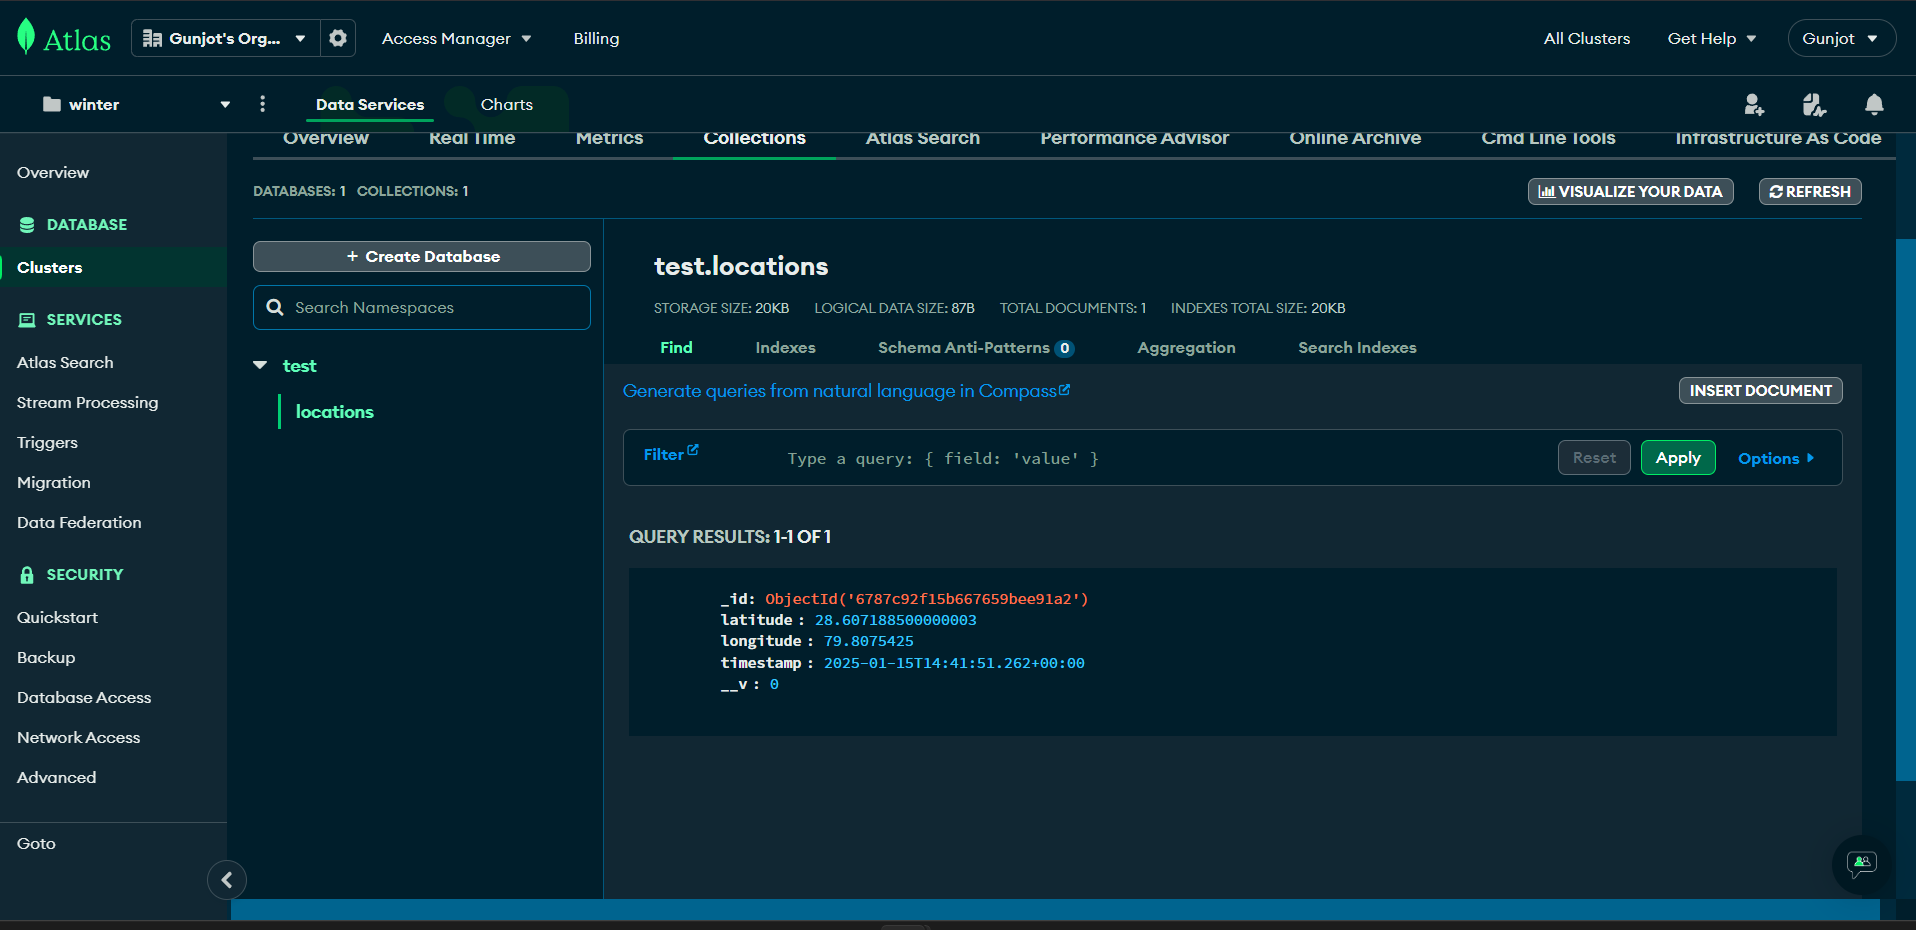 Atlas
Gunjot's Org...
Access Manager
Billing
All Clusters
Get Help
Gunjot
winter
Data Services
Charts
Overview
Real Time
Metrics
Collections
Atlas Search
Performance Advisor
Online Archive
Cmd Line Tools
Infrastructure As Code
Overview
DATABASE
Clusters
SERVICES
Atlas Search
Stream Processing
Triggers
Migration
Data Federation
SECURITY
Quickstart
Backup
Database Access
Network Access
Advanced
Goto
DATABASES: 1 COLLECTIONS: 1
VISUALIZE YOUR DATA
REFRESH
+ Create Database
Search Namespaces
test
locations
test.locations
STORAGE SIZE: 20KB LOGICAL DATA SIZE: 87B TOTAL DOCUMENTS: 1 INDEXES TOTAL SIZE: 20KB
Find
Indexes
Schema Anti-Patterns 0
Aggregation
Search Indexes
Generate queries from natural language in Compass
INSERT DOCUMENT
Filter
Type a query: { field: 'value' }
Reset
Apply
Options
QUERY RESULTS: 1-1 OF 1
_id: ObjectId('6787c92f15b667659bee91a2')
latitude : 28.607188500000003
longitude : 79.8075425
timestamp : 2025-01-15T14:41:51.262+00:00
__v : 0